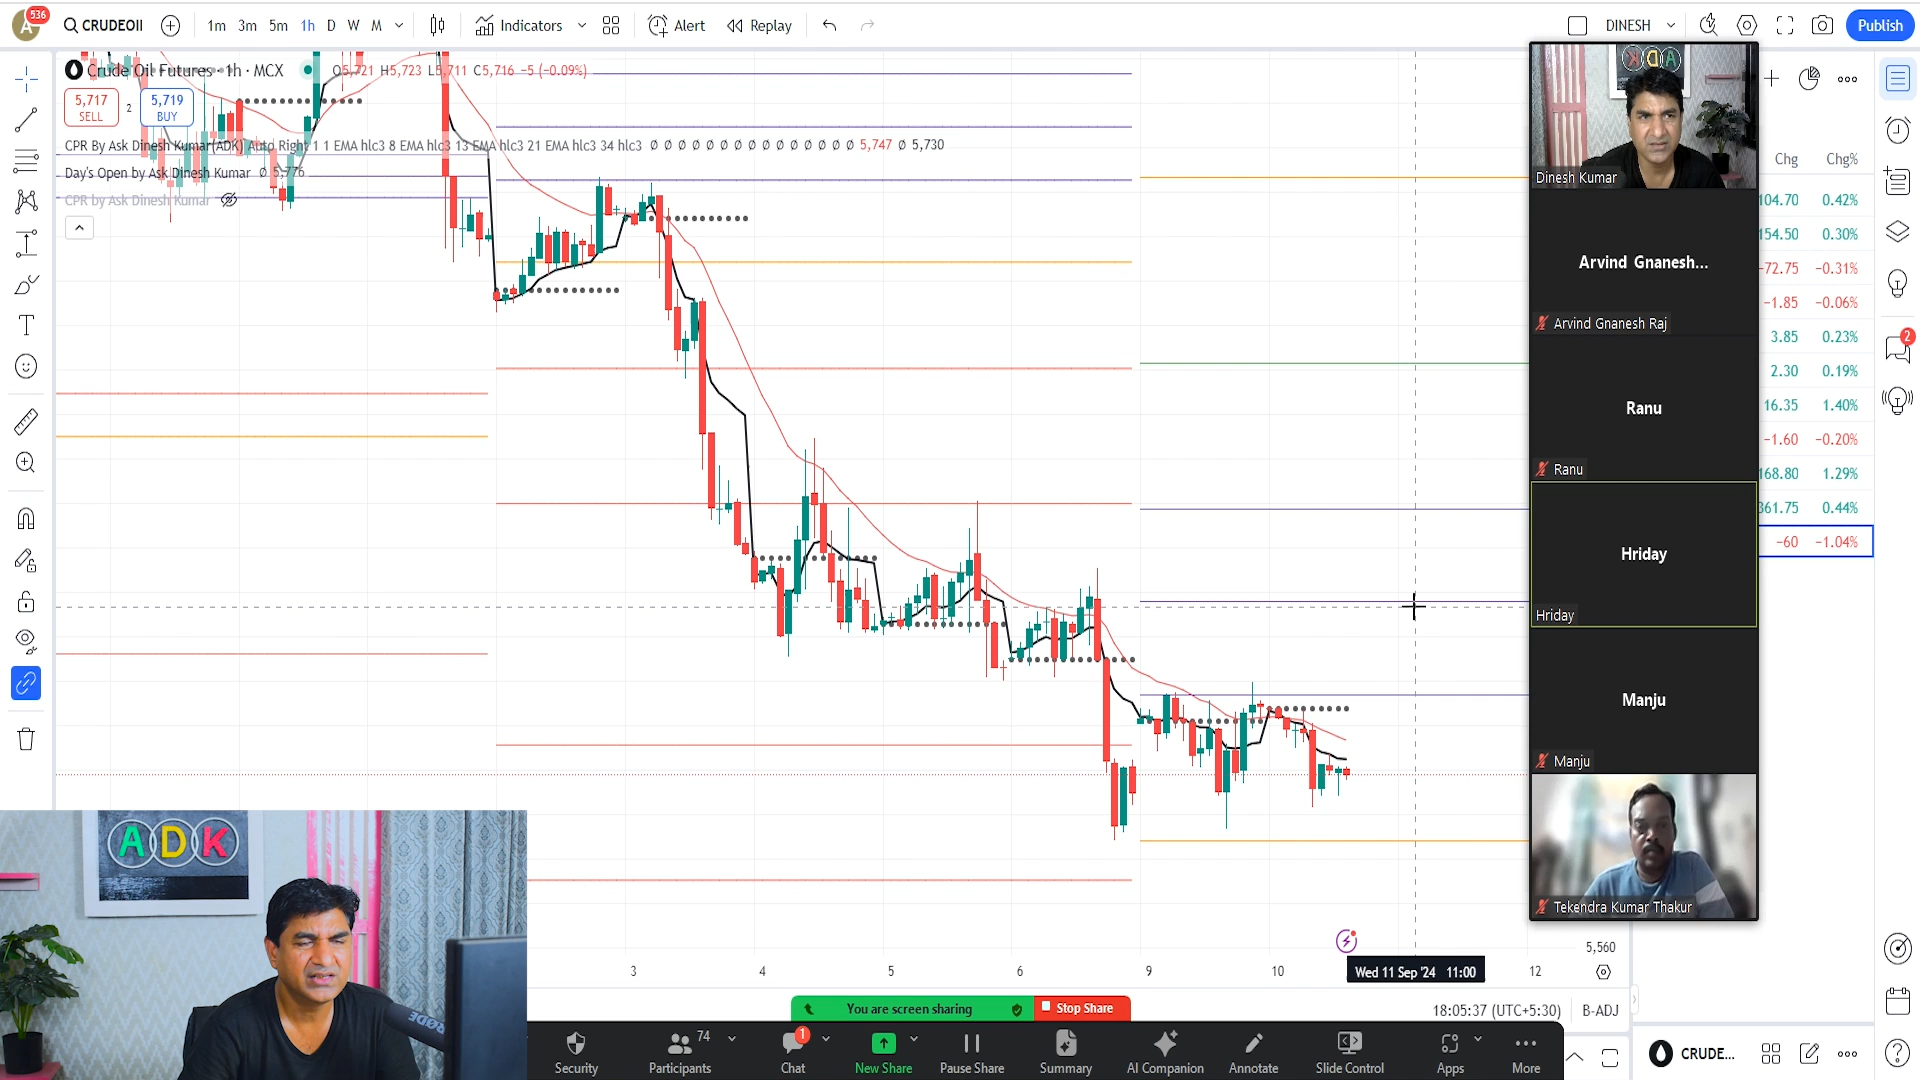 536
A
CRUDEOIl
1m 3m 5m 1h D W M
Indicators
Alert
Replay
DINESH
Publish
Crude Oil Futures · 1h · MCX O5,721 H5,723 L5,711 C5,716 −5 (−0.09%)
5,717
SELL
2
5,719
BUY
CPR By Ask Dinesh Kumar(ADK) Auto Right 1 1 EMA hlc3 8 EMA hlc3 13 EMA hlc3 21 EMA hlc3 34 hlc3 Ø Ø Ø Ø Ø Ø Ø Ø Ø Ø Ø Ø Ø Ø Ø 5,747 Ø 5,730
Day's Open by Ask Dinesh Kumar Ø 5,776
CPR by Ask Dinesh Kumar
ADK
Dinesh Kumar
Arvind Gnanesh...
Arvind Gnanesh Raj
Ranu
Ranu
Hriday
Hriday
Manju
Manju
Tekendra Kumar Thakur
Chg Chg%
104.70 0.42%
154.50 0.30%
−72.75 −0.31%
−1.85 −0.06%
3.85 0.23%
2.30 0.19%
16.35 1.40%
−1.60 −0.20%
168.80 1.29%
361.75 0.44%
−60 −1.04%
2
5,560
3 4 5 6 9 10 Wed 11 Sep '24 11:00 12
ADK
RØDE
You are screen sharing
Stop Share
18:05:37 (UTC+5:30) B-ADJ
Security
Participants
74
Chat
1
New Share
Pause Share
Summary
AI Companion
Annotate
Slide Control
Apps
More
CRUDE...